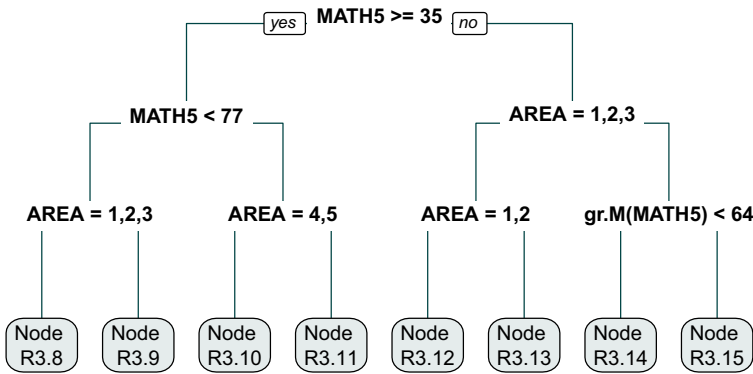 MATH5 >= 35
yes
no
MATH5 < 77
AREA = 1,2,3
AREA = 1,2,3
AREA = 4,5
AREA = 1,2
gr.M(MATH5) < 64
Node
R3.8
Node
R3.9
Node
R3.10
Node
R3.11
Node
R3.12
Node
R3.13
Node
R3.14
Node
R3.15